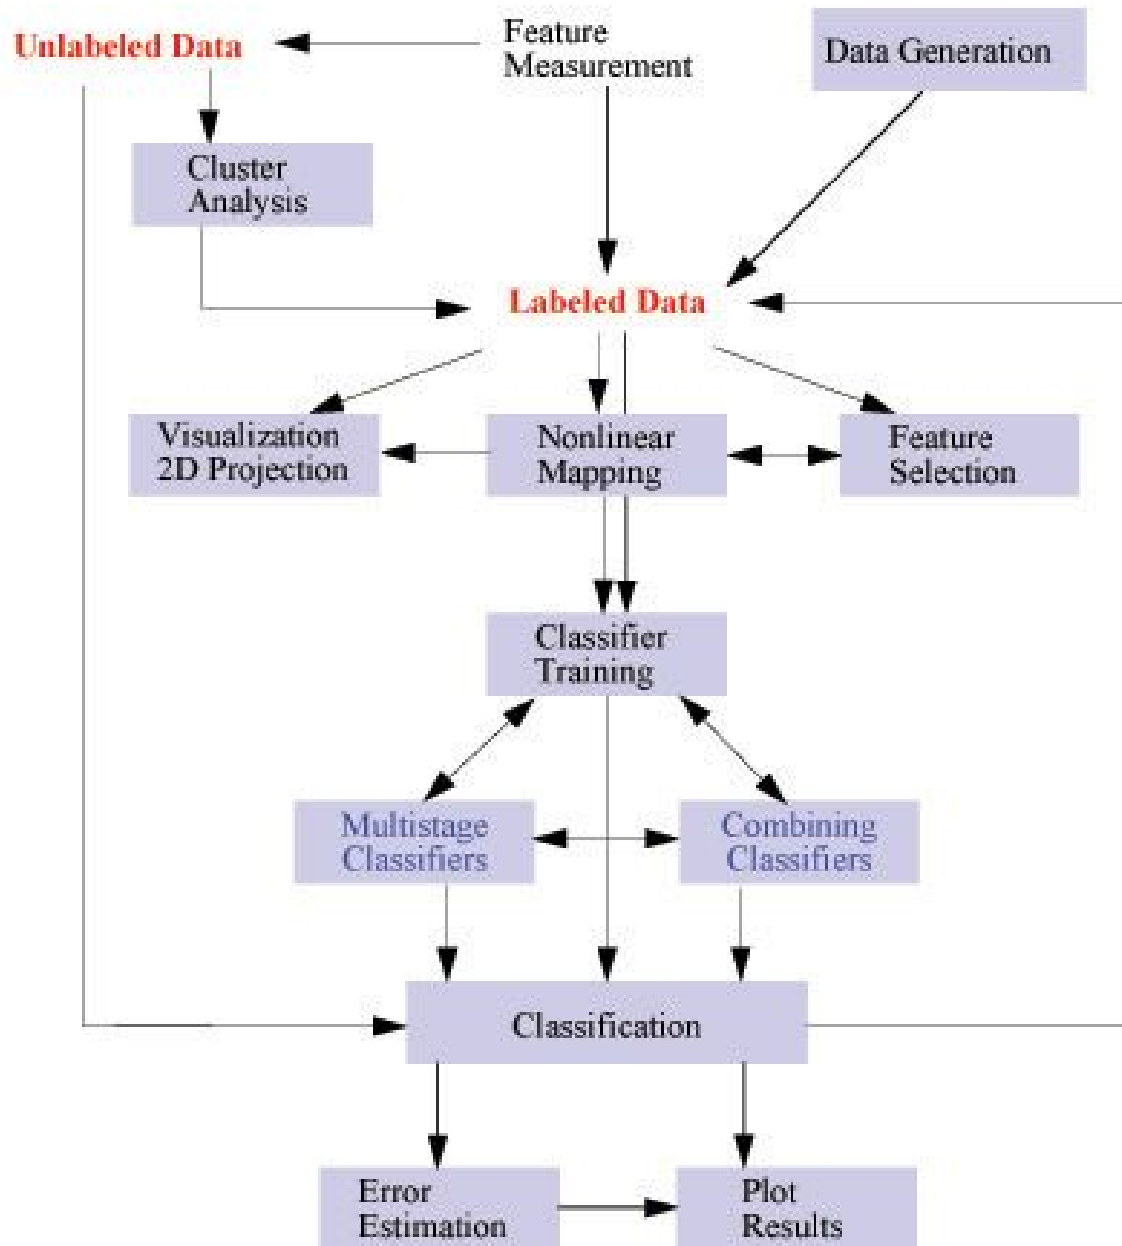 Unlabeled Data
Feature
Measurement
Data Generation
Cluster
Analysis
Labeled Data
Visualization
2D Projection
Nonlinear
Mapping
Feature
Selection
Classifier
Training
Multistage
Classifiers
Combining
Classifiers
Classification
Error
Estimation
Plot
Results